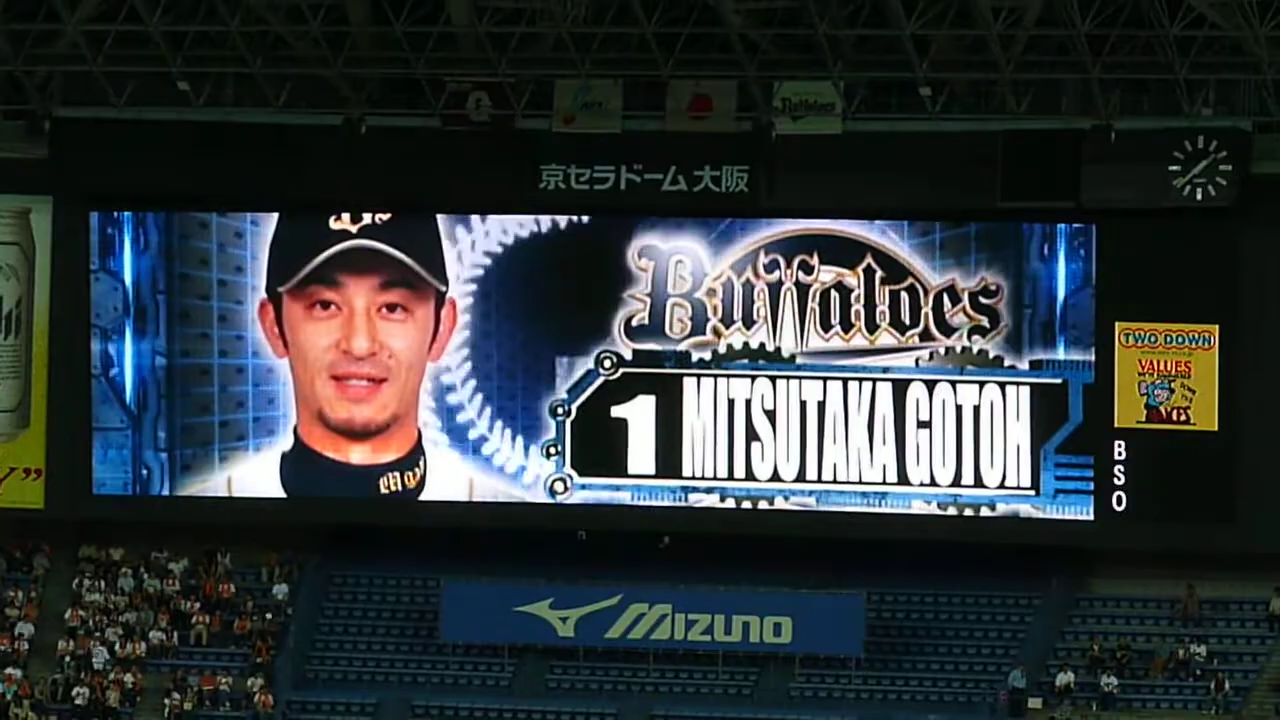 京セラドーム大阪
Buffaloes
1 MITSUTAKA GOTOH
TWO DOWN
VALUES
B
S
O
Y”
MIZUNO